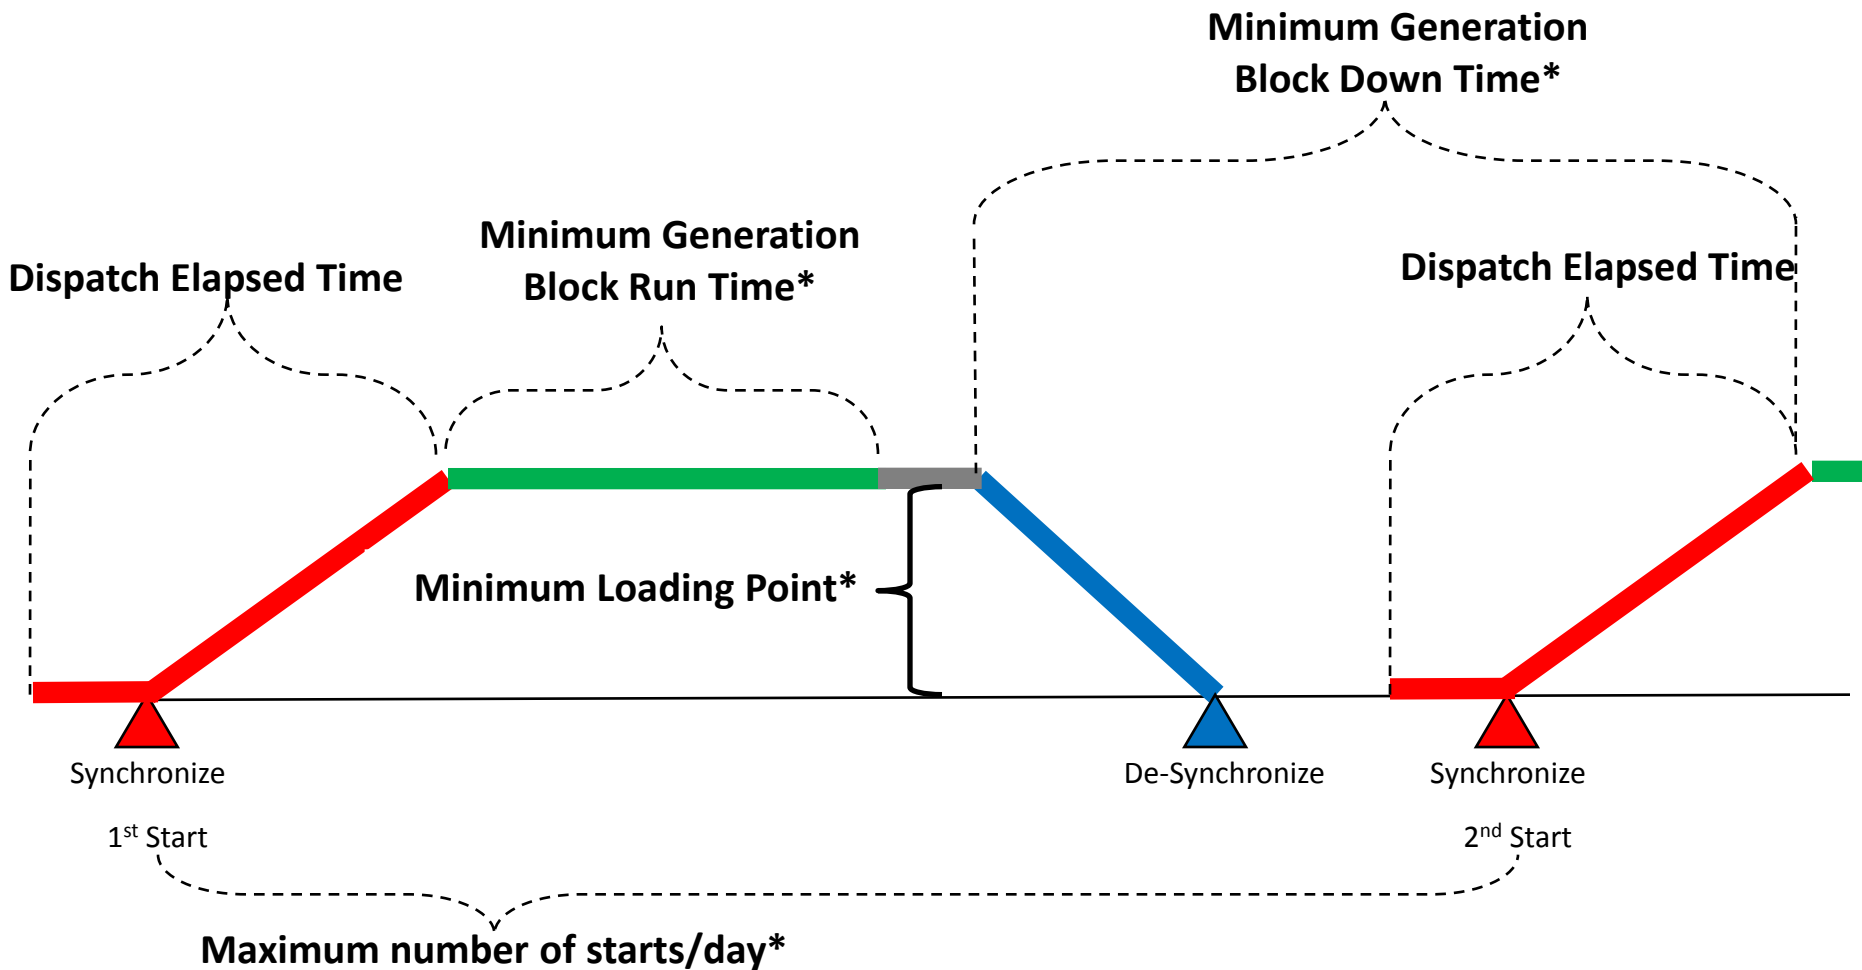 Minimum Generation
Block Down Time*
Minimum Generation
Block Run Time*
Dispatch Elapsed Time
Dispatch Elapsed Time
Minimum Loading Point*
Synchronize
De-Synchronize
Synchronize
1st Start
2nd Start
Maximum number of starts/day*